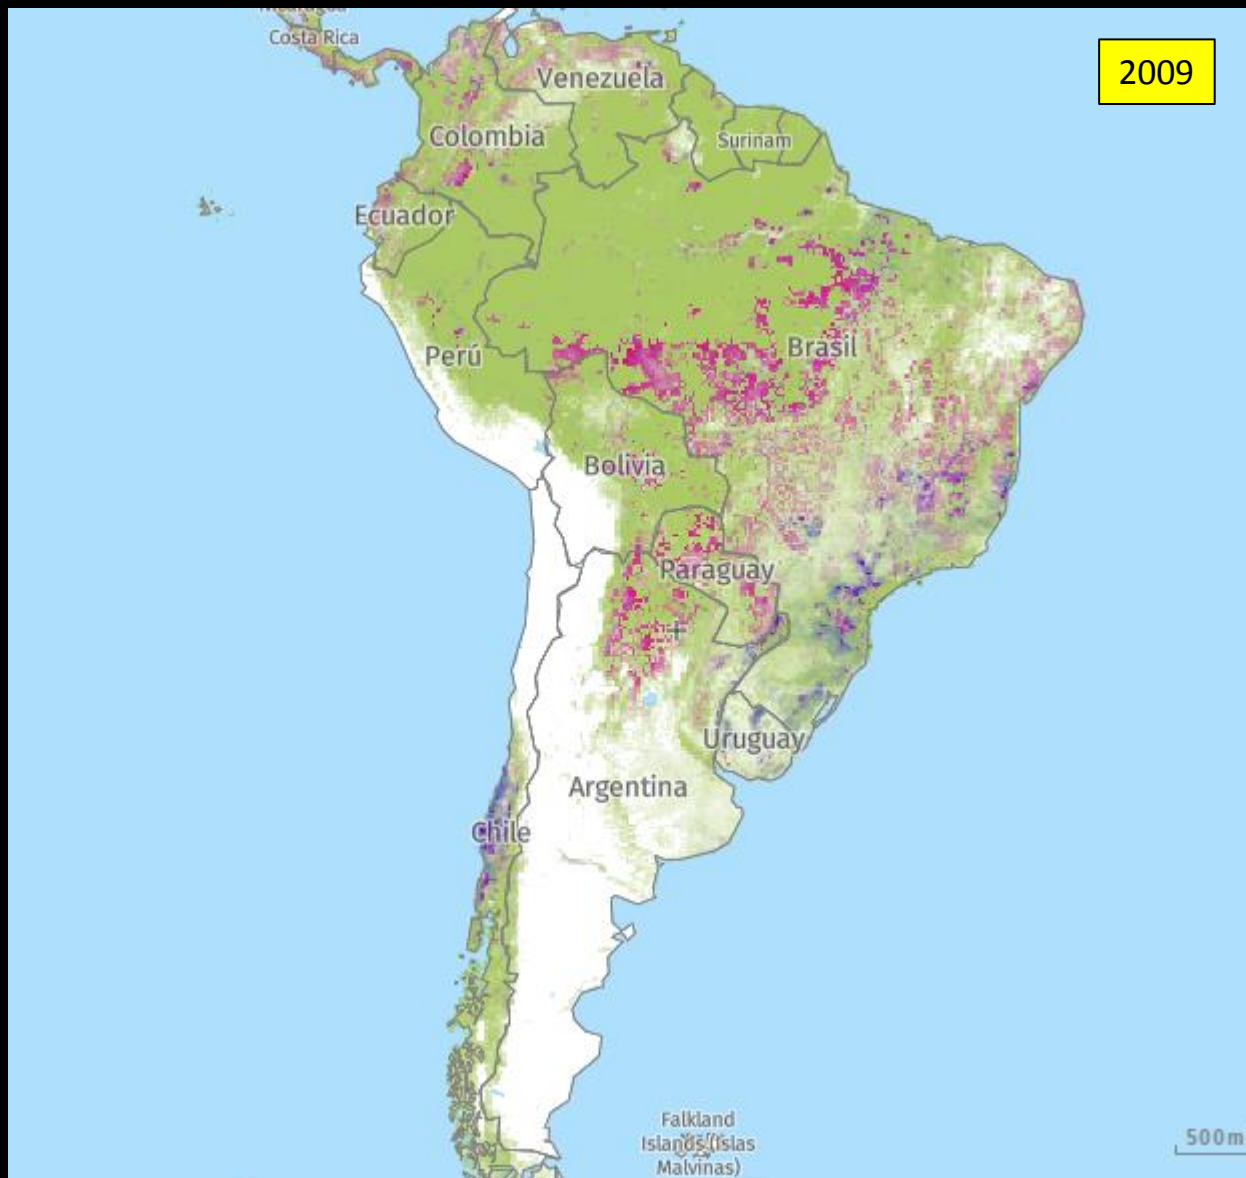 Nicaragua
Costa Rica
2009
Venezuela
Colombia
Surinam
Ecuador
Perú
Brasil
Bolivia
Paraguay
Uruguay
Argentina
Chile
Falkland
Islands (Islas
Malvinas)
500m